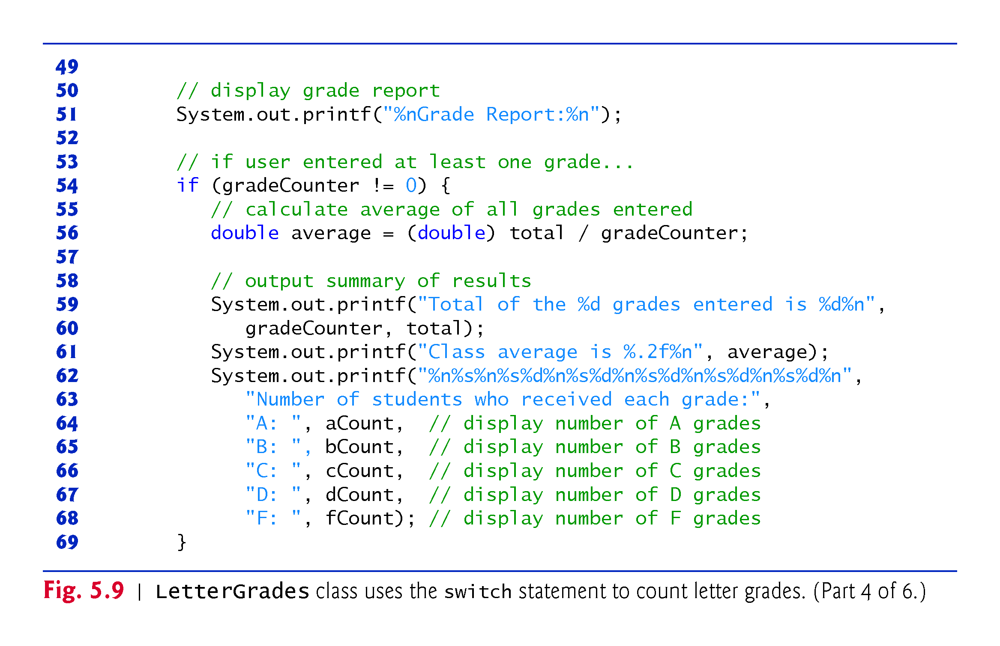 49
50 // display grade report
51 System.out.printf("%nGrade Report:%n");
52
53 // if user entered at least one grade...
54 if (gradeCounter != 0) {
55 // calculate average of all grades entered
56 double average = (double) total / gradeCounter;
57
58 // output summary of results
59 System.out.printf("Total of the %d grades entered is %d%n",
60 gradeCounter, total);
61 System.out.printf("Class average is %.2f%n", average);
62 System.out.printf("%n%s%n%s%d%n%s%d%n%s%d%n%s%d%n%s%d%n",
63 "Number of students who received each grade:",
64 "A: ", aCount, // display number of A grades
65 "B: ", bCount, // display number of B grades
66 "C: ", cCount, // display number of C grades
67 "D: ", dCount, // display number of D grades
68 "F: ", fCount); // display number of F grades
69 }
Fig. 5.9 | LetterGrades class uses the switch statement to count letter grades. (Part 4 of 6.)